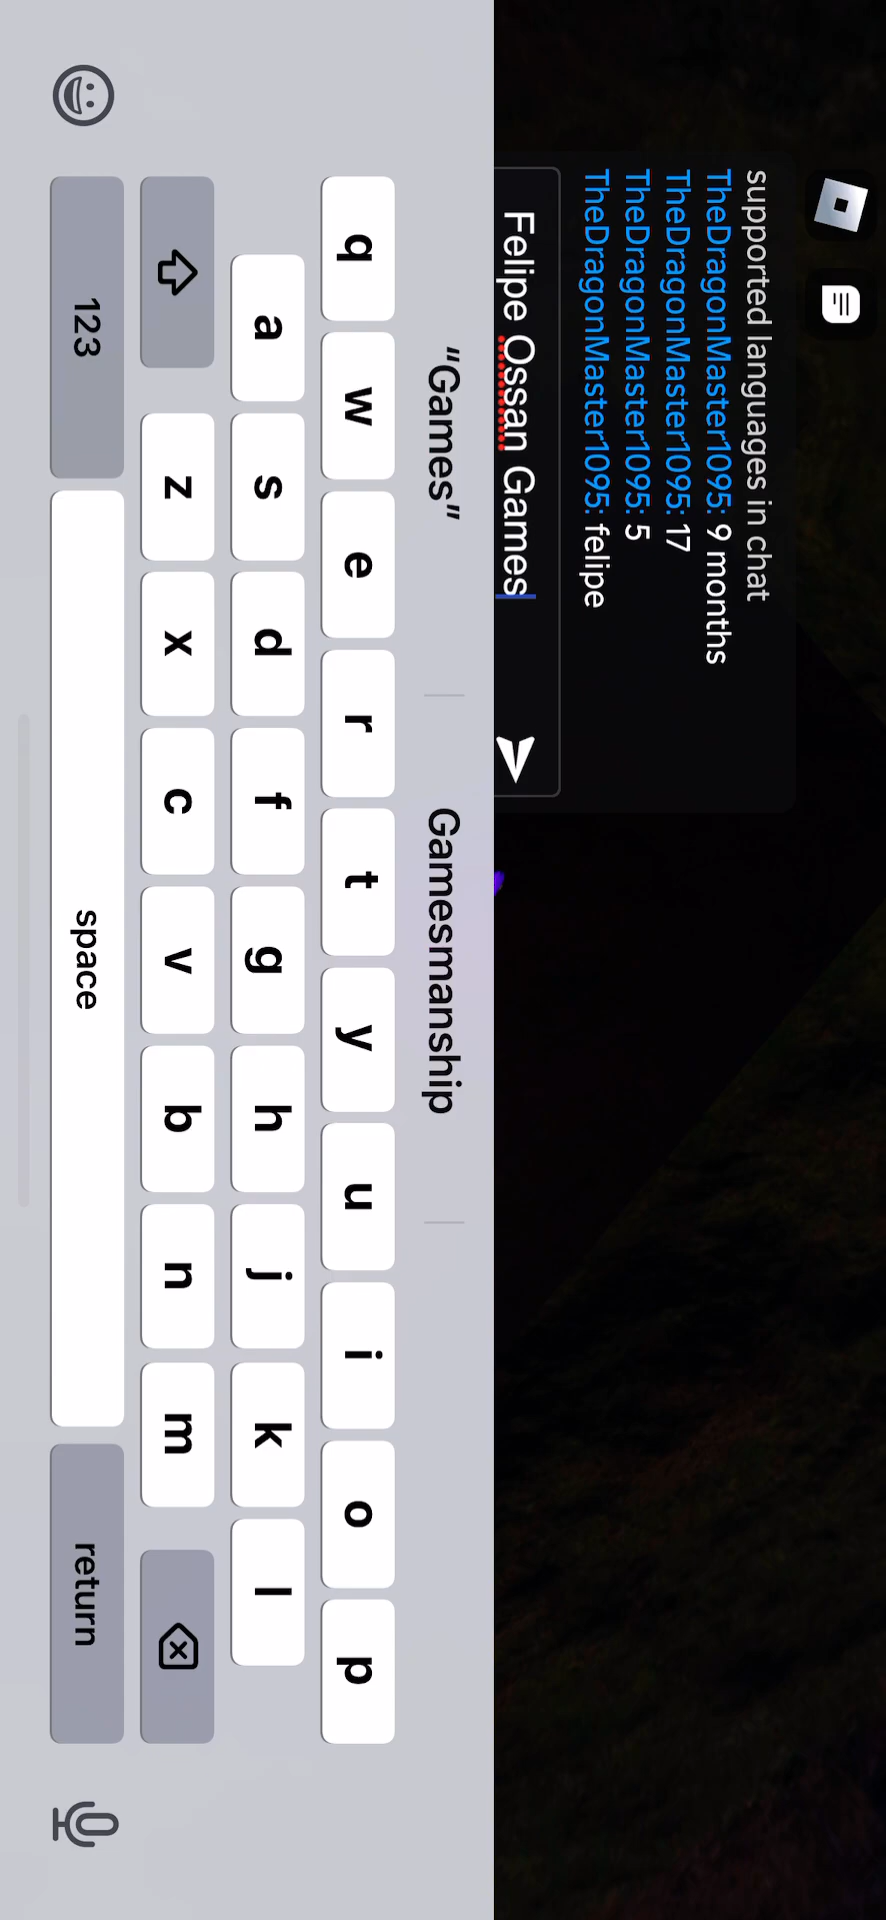 supported languages in chat
TheDragonMaster1095: 9 months
TheDragonMaster1095: 17
TheDragonMaster1095: 5
TheDragonMaster1095: felipe
Felipe Ossan Games
“Games”
Gamesmanship
q w e r t y u i o p
a s d f g h j k l
z x c v b n m
123 space return